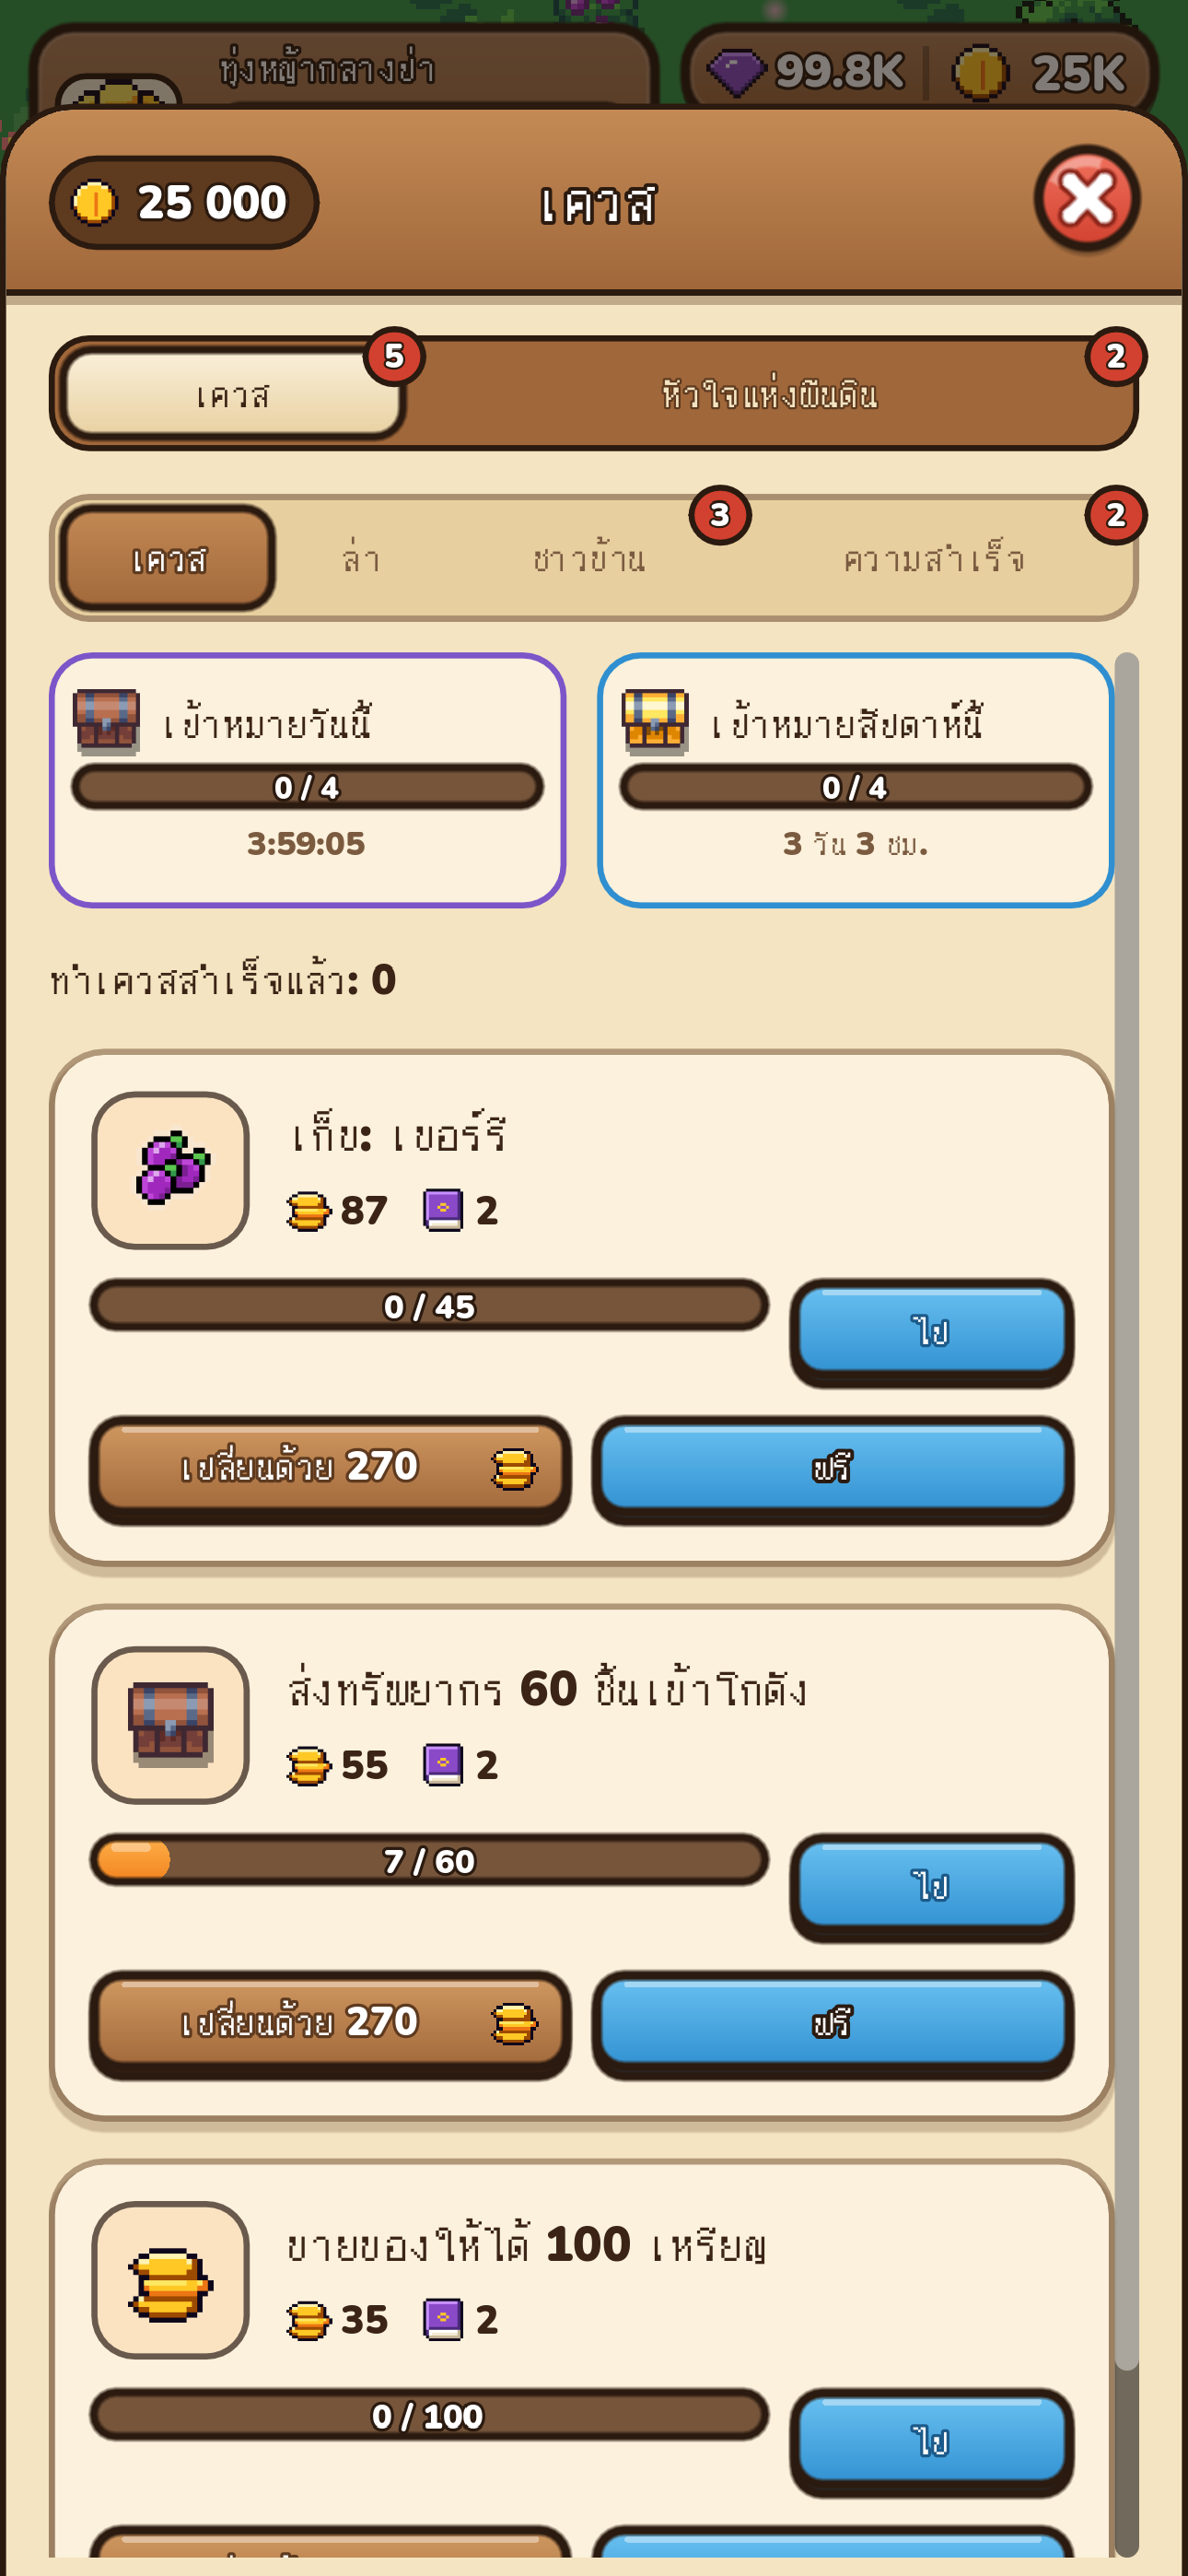 ทุ่งหญ้ากลางป่า
99.8K
25K
25 000
เควส
เควส
5
หัวใจแห่งผืนดิน
2
เควส
ล่า
ชาวบ้าน
3
ความสำเร็จ
2
เป้าหมายวันนี้
0 / 4
3:59:05
เป้าหมายสัปดาห์นี้
0 / 4
3 วัน 3 ชม.
ทำเควสสำเร็จแล้ว: 0
เก็บ: เบอร์รี
87
2
0 / 45
ไป
เปลี่ยนด้วย 270
ฟรี
ส่งทรัพยากร 60 ชิ้นเข้าโกดัง
55
2
7 / 60
ไป
เปลี่ยนด้วย 270
ฟรี
ขายของให้ได้ 100 เหรียญ
35
2
0 / 100
ไป